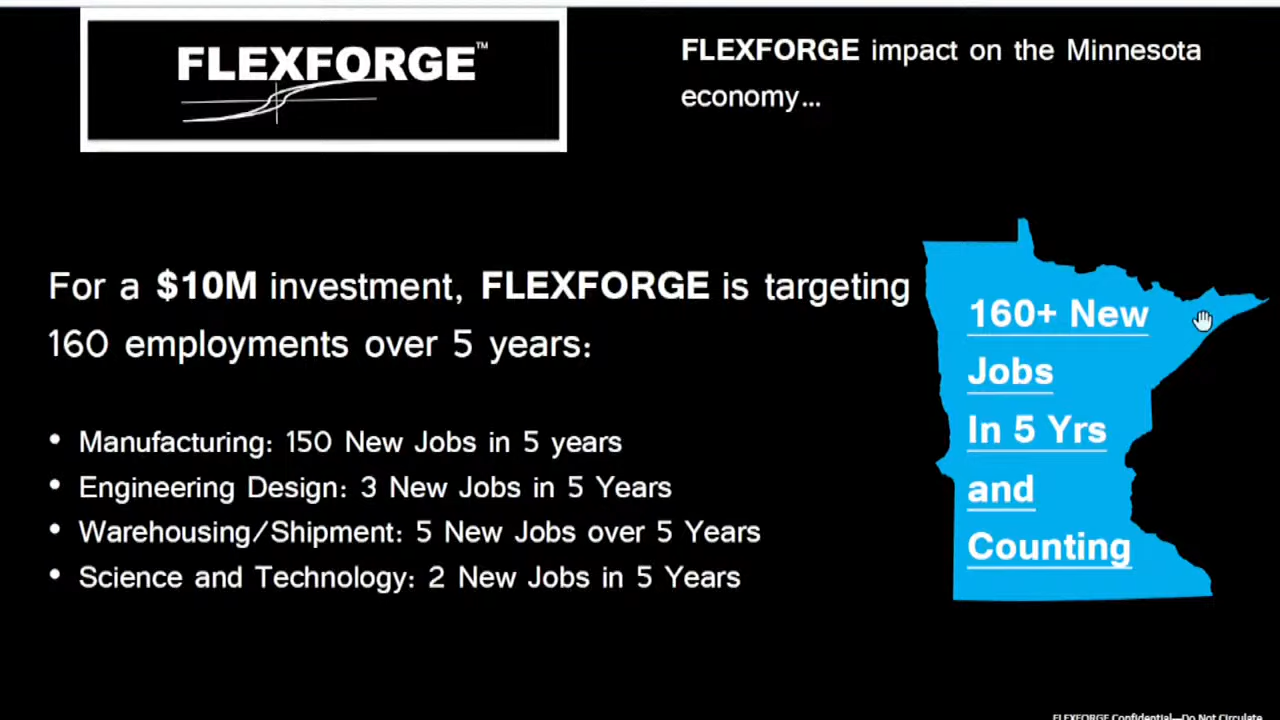 FLEXFORGE™
FLEXFORGE impact on the Minnesota
economy...
For a $10M investment, FLEXFORGE is targeting
160 employments over 5 years:
• Manufacturing: 150 New Jobs in 5 years
• Engineering Design: 3 New Jobs in 5 Years
• Warehousing/Shipment: 5 New Jobs over 5 Years
• Science and Technology: 2 New Jobs in 5 Years
160+ New
Jobs
In 5 Yrs
and
Counting
FLEXFORGE Confidential—Do Not Circulate